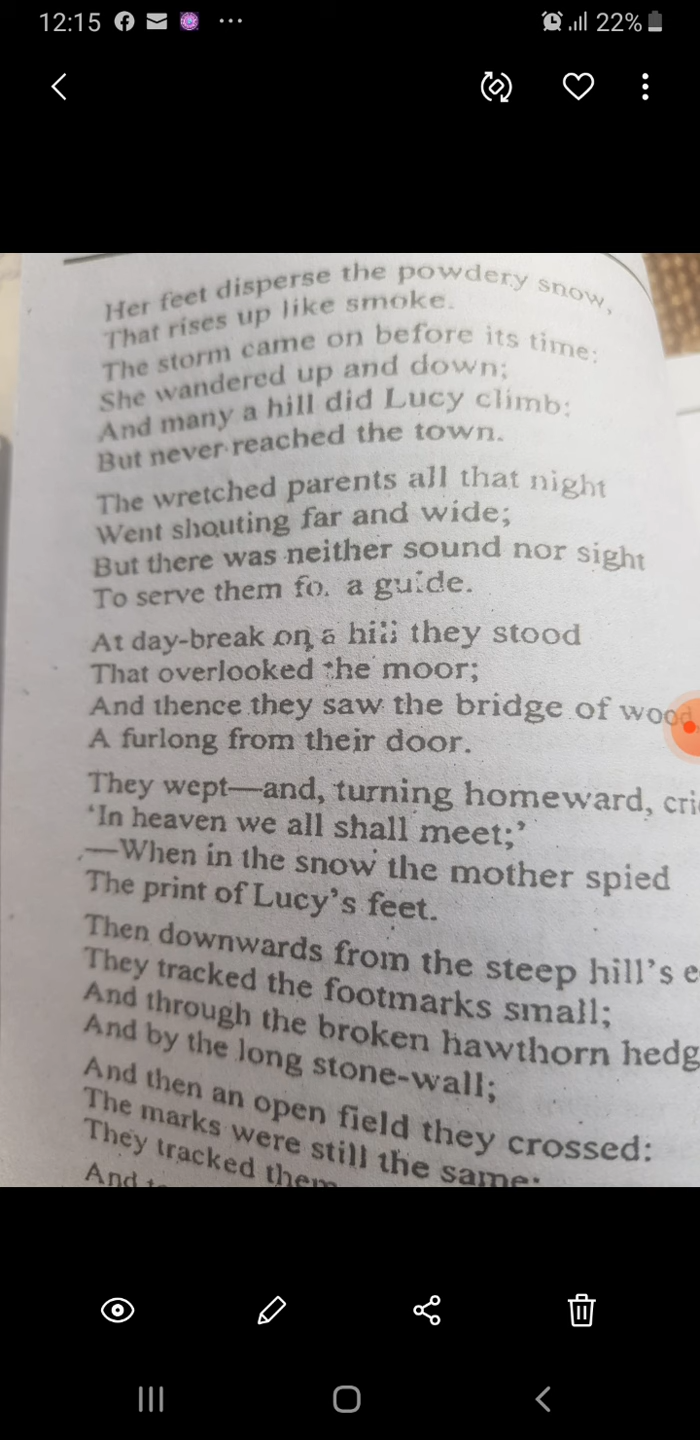 12:15
22%
Her feet disperse the powdery snow,
That rises up like smoke.
The storm came on before its time:
She wandered up and down;
And many a hill did Lucy climb:
But never reached the town.
The wretched parents all that night
Went shouting far and wide;
But there was neither sound nor sight
To serve them fo. a guide.
At day-break on a hill they stood
That overlooked the moor;
And thence they saw the bridge of wood
A furlong from their door.
They wept—and, turning homeward, cri
‘In heaven we all shall meet;’
—When in the snow the mother spied
The print of Lucy’s feet.
Then downwards from the steep hill’s e
They tracked the footmarks small;
And through the broken hawthorn hedg
And by the long stone-wall;
And then an open field they crossed:
The marks were still the same;
They tracked them
And